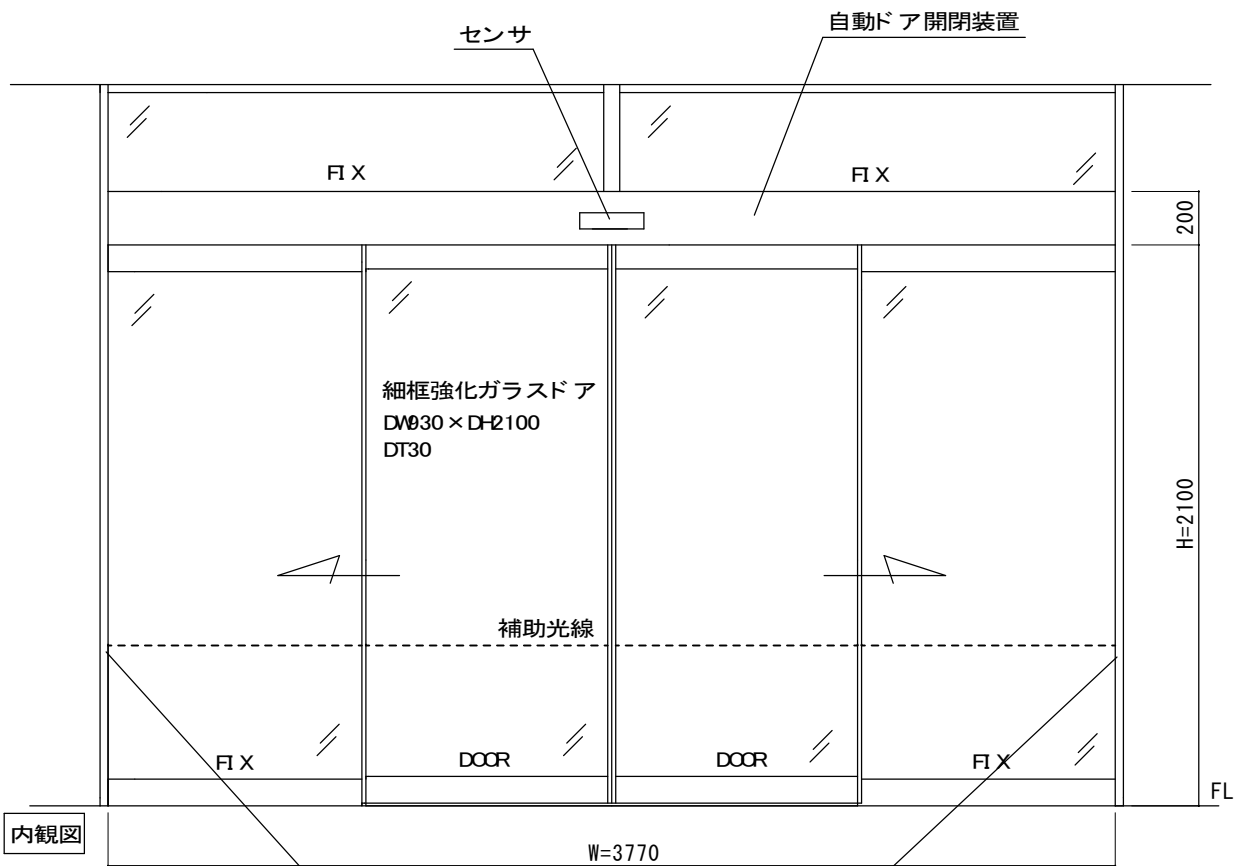 センサ
自動ドア開閉装置
FIX
FIX
200
細框強化ガラスドア
DW930×DH2100
DT30
H=2100
補助光線
FIX
DOOR
DOOR
FIX
FL
内観図
W=3770